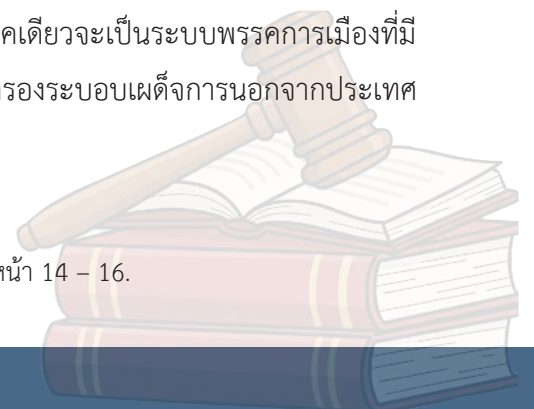 คเดียวจะเป็นระบบพรรคการเมืองที่มี
รองระบอบเผด็จการนอกจากประเทศ
หน้า 14 – 16.